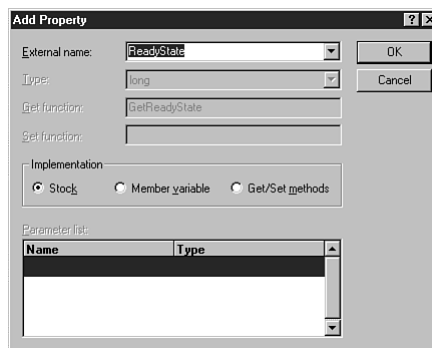 Add Property
External name: ReadyState OK
Type: long Cancel
Get function: GetReadyState
Set function:
Implementation
Stock Member variable Get/Set methods
Parameter list:
Name Type